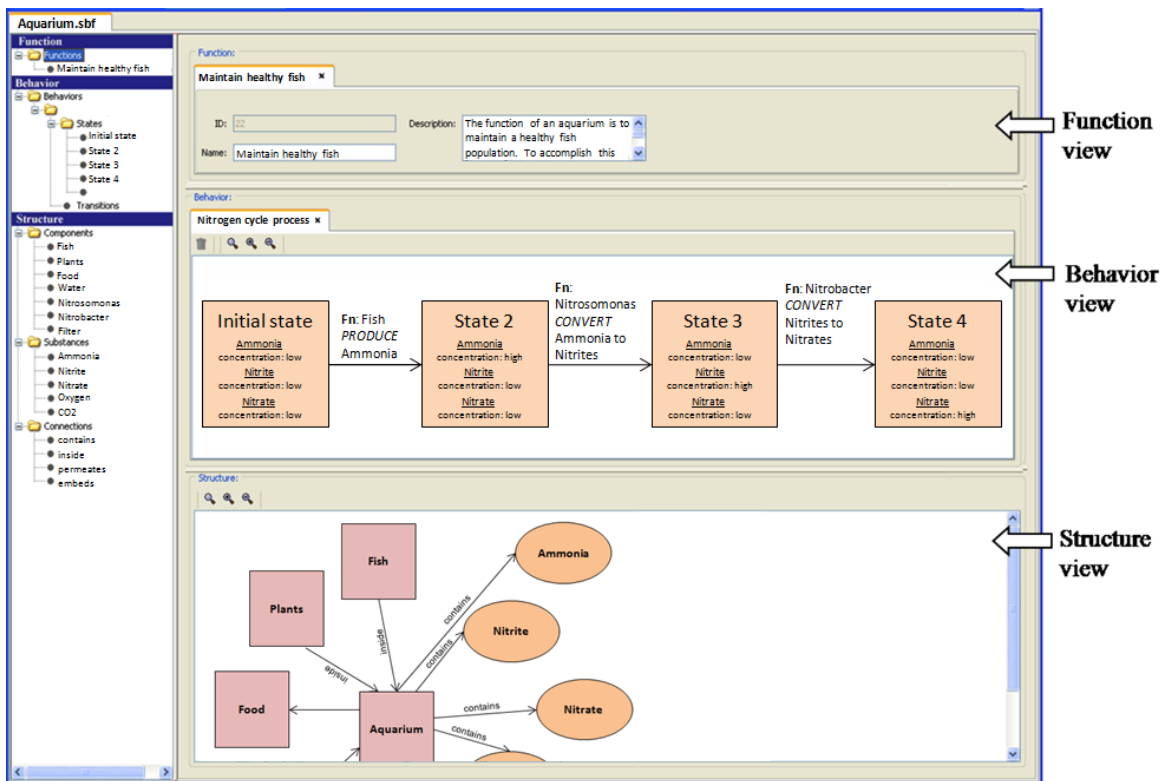 Aquarium.sbf
Function
Functions
Maintain healthy fish
Behavior
Behaviors
States
Initial state
State 2
State 3
State 4
Transitions
Structure
Components
Fish
Plants
Food
Water
Nitrosomonas
Nitrobacter
Filter
Substances
Ammonia
Nitrite
Nitrate
Oxygen
CO2
Connections
contains
inside
permeates
embeds
Function:
Maintain healthy fish ×
ID: 22
Name: Maintain healthy fish
Description: The function of an aquarium is to
maintain a healthy fish
population. To accomplish this
Behavior:
Nitrogen cycle process ×
Initial state
Ammonia
concentration: low
Nitrite
concentration: low
Nitrate
concentration: low
Fn: Fish
PRODUCE
Ammonia
State 2
Ammonia
concentration: high
Nitrite
concentration: low
Nitrate
concentration: low
Fn:
Nitrosomonas
CONVERT
Ammonia to
Nitrites
State 3
Ammonia
concentration: low
Nitrite
concentration: high
Nitrate
concentration: low
Fn: Nitrobacter
CONVERT
Nitrites to
Nitrates
State 4
Ammonia
concentration: low
Nitrite
concentration: low
Nitrate
concentration: high
Structure:
Fish
Ammonia
Plants
contains
Nitrite
inside
contains
inside
Food
Aquarium
contains
Nitrate
contains
Function
view
Behavior
view
Structure
view